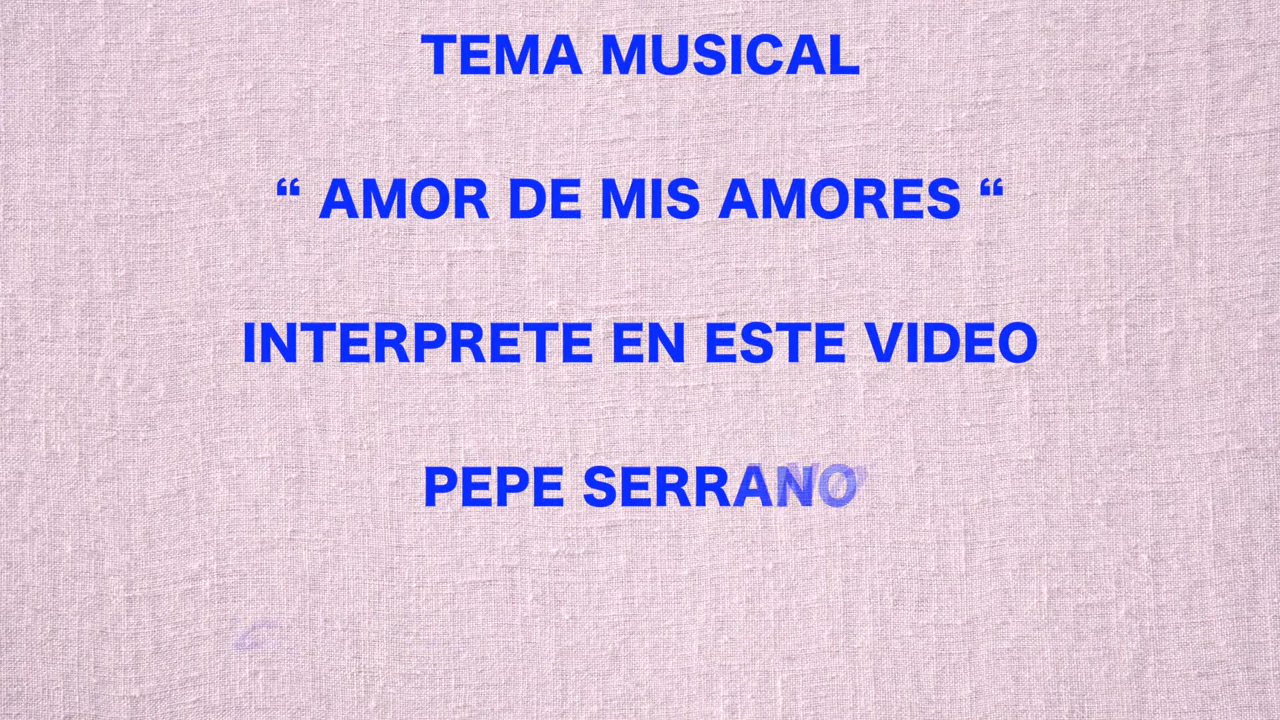 TEMA MUSICAL
“ AMOR DE MIS AMORES “
INTERPRETE EN ESTE VIDEO
PEPE SERRANO